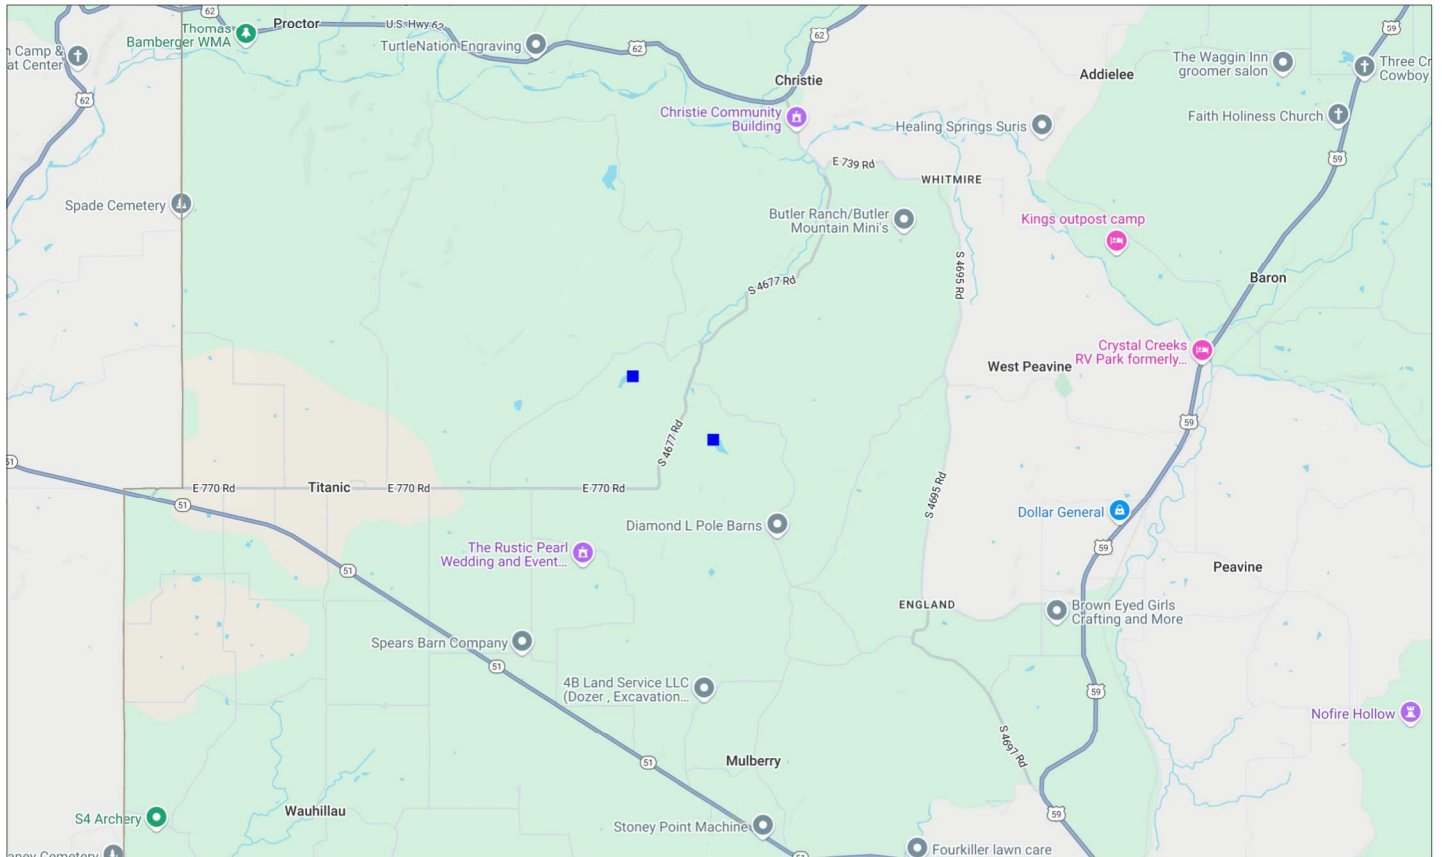 62
Proctor
U.S. Hwy 62
Thomas
Bamberger WMA
TurtleNation Engraving
62
62
59
Camp &
at Center
62
Christie
Addielee
The Waggin Inn
groomer salon
Three Cr
Cowboy
Christie Community
Building
Healing Springs Suris
Faith Holiness Church
59
E 739 Rd
WHITMIRE
Spade Cemetery
Butler Ranch/Butler
Mountain Mini's
Kings outpost camp
S 4695 Rd
S 4677 Rd
Baron
Crystal Creeks
RV Park formerly...
West Peavine
59
S 4677 Rd
51
E 770 Rd
Titanic
E 770 Rd
E 770 Rd
S 4695 Rd
51
Dollar General
Diamond L Pole Barns
59
The Rustic Pearl
Wedding and Event...
51
Peavine
ENGLAND
Brown Eyed Girls
Crafting and More
Spears Barn Company
51
4B Land Service LLC
(Dozer , Excavation...
59
Nofire Hollow
S 4697 Rd
Mulberry
51
Wauhillau
S4 Archery
59
Stoney Point Machine
Fourkiller lawn care